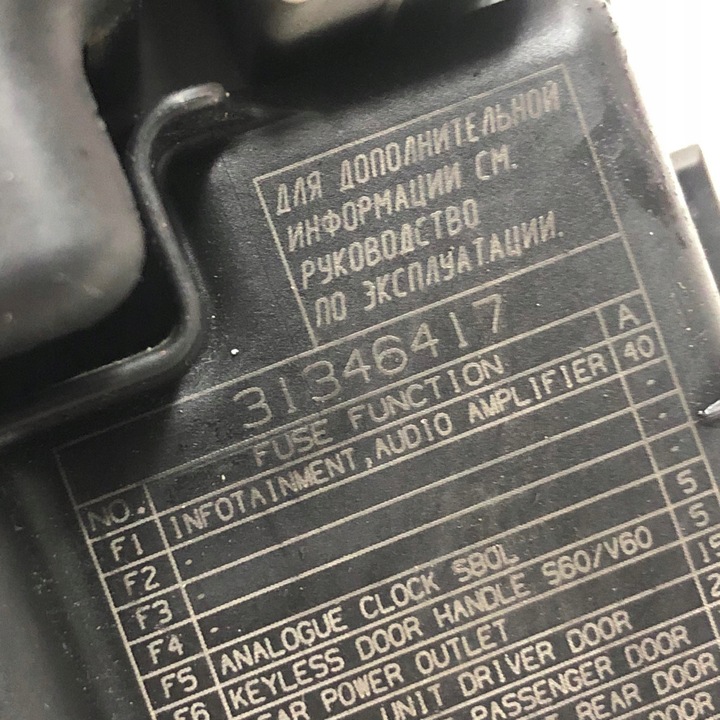 ДЛЯ ДОПОЛНИТЕЛЬНОЙ
ИНФОРМАЦИИ СМ.
РУКОВОДСТВО
ПО ЭКСПЛУАТАЦИИ.
31346417
NO. FUSE FUNCTION A
F1 INFOTAINMENT,AUDIO AMPLIFIER 40
F2 - -
F3 - -
F4 - -
F5 ANALOGUE CLOCK S80L 5
F6 KEYLESS DOOR HANDLE S60/V60 5
POWER OUTLET
UNIT DRIVER DOOR
PASSENGER DOOR
REAR DOOR